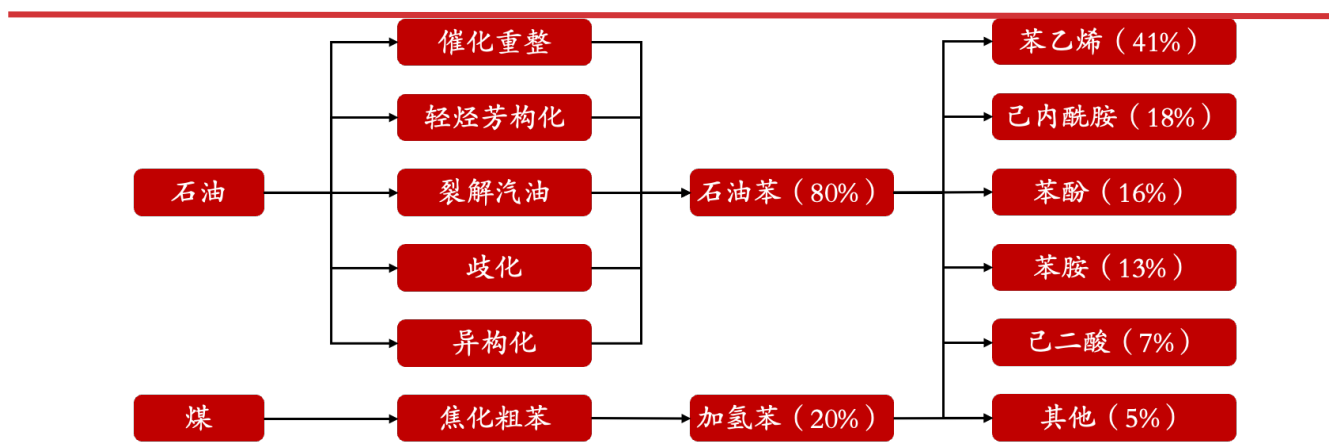 催化重整
苯乙烯（41%）
轻烃芳构化
己内酰胺（18%）
石油
裂解汽油
石油苯（80%）
苯酚（16%）
歧化
苯胺（13%）
异构化
己二酸（7%）
煤
焦化粗苯
加氢苯（20%）
其他（5%）